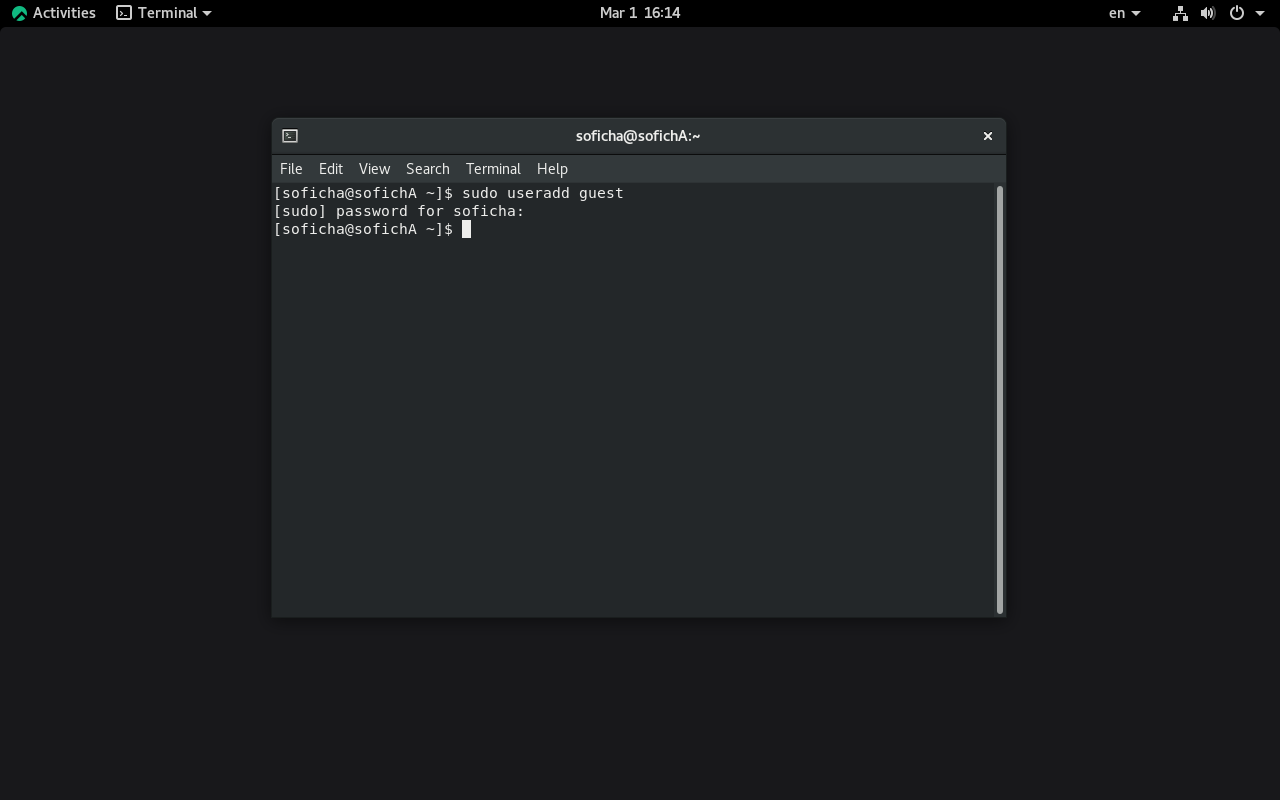 Activities Terminal Mar 1 16:14 en
soficha@sofichA:~
File Edit View Search Terminal Help
[soficha@sofichA ~]$ sudo useradd guest
[sudo] password for soficha:
[soficha@sofichA ~]$